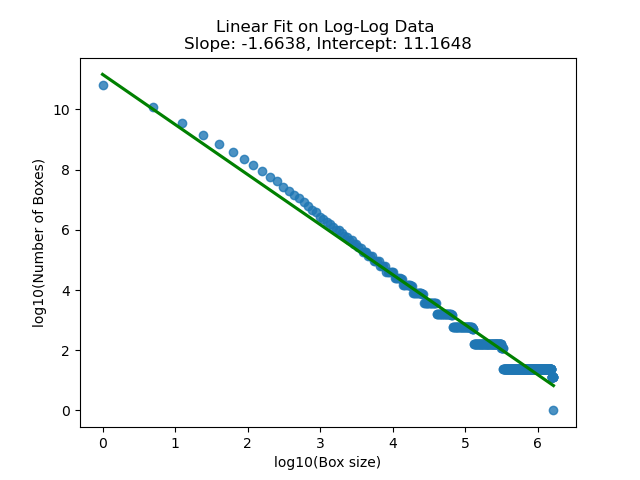 Linear Fit on Log-Log Data
Slope: -1.6638, Intercept: 11.1648
10
8
6
4
2
0
log10(Number of Boxes)
0 1 2 3 4 5 6
log10(Box size)